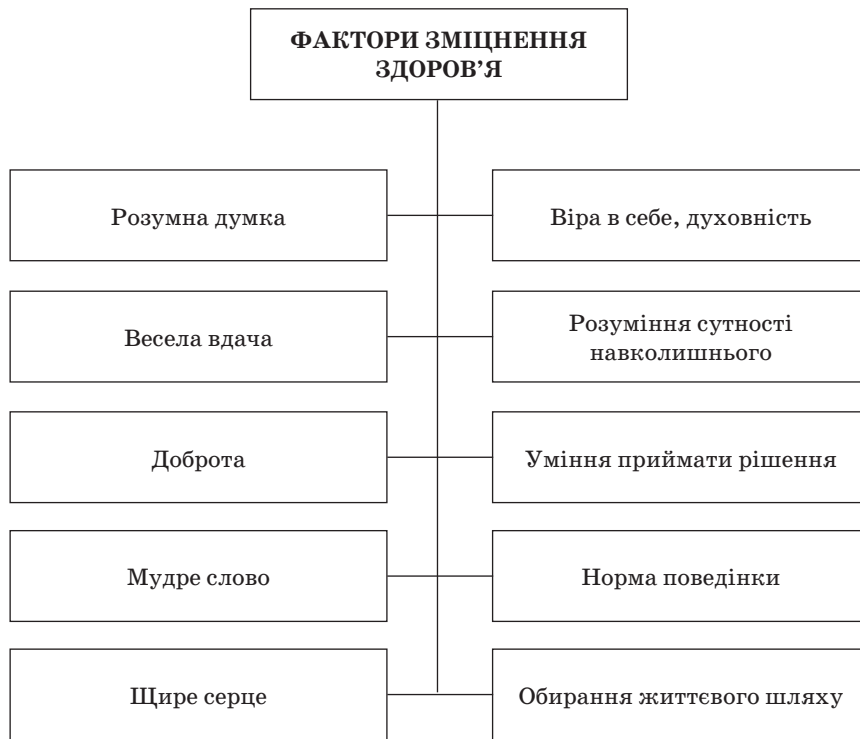 ФАКТОРИ ЗМІЦНЕННЯ
ЗДОРОВ’Я
Розумна думка
Віра в себе, духовність
Весела вдача
Розуміння сутності
навколишнього
Доброта
Уміння приймати рішення
Мудре слово
Норма поведінки
Щире серце
Обирання життєвого шляху